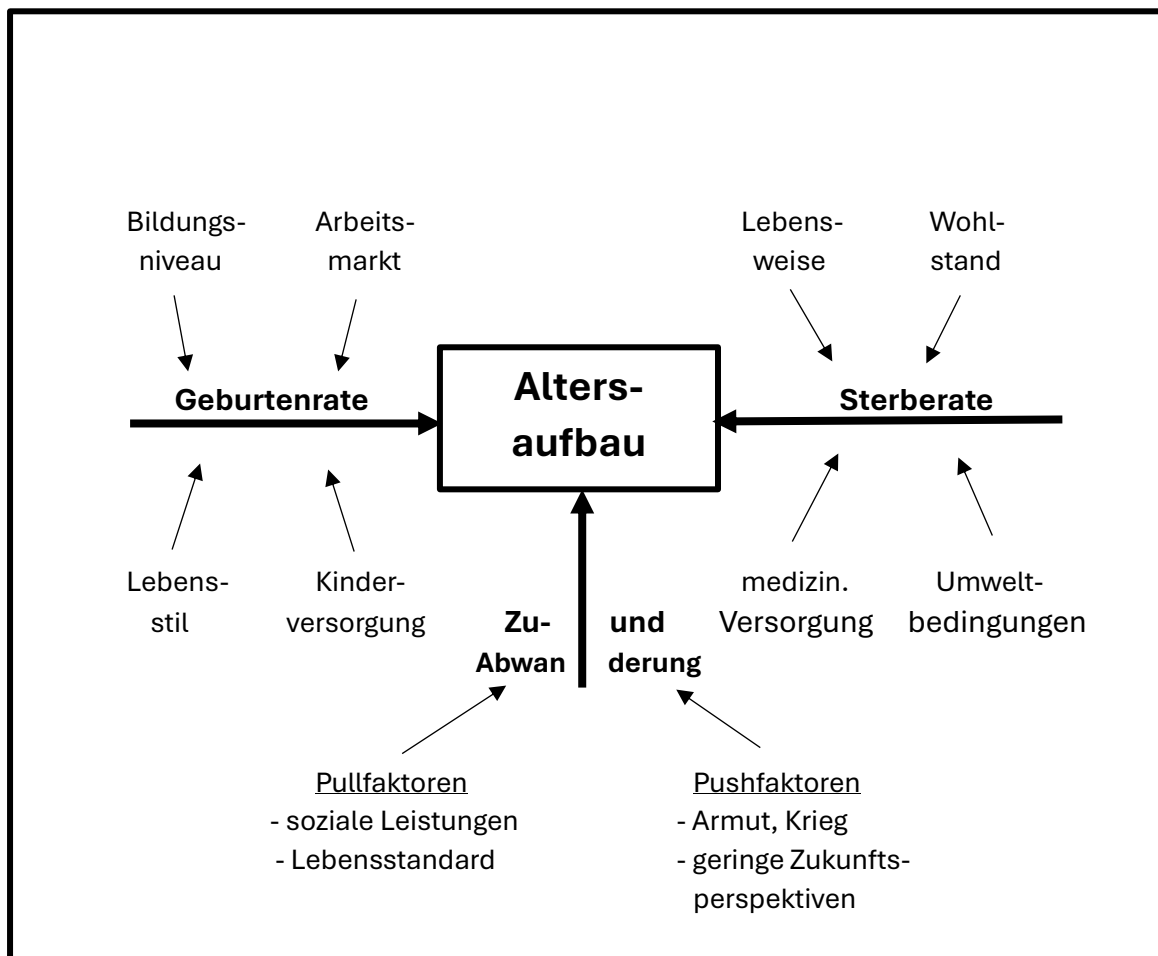 Bildungs-
niveau
Arbeits-
markt
Lebens-
weise
Wohl-
stand
Geburtenrate
Alters-
aufbau
Sterberate
Lebens-
stil
Kinder-
versorgung
Zu- und
Abwan derung
medizin.
Versorgung
Umwelt-
bedingungen
Pullfaktoren
- soziale Leistungen
- Lebensstandard
Pushfaktoren
- Armut, Krieg
- geringe Zukunfts-
perspektiven